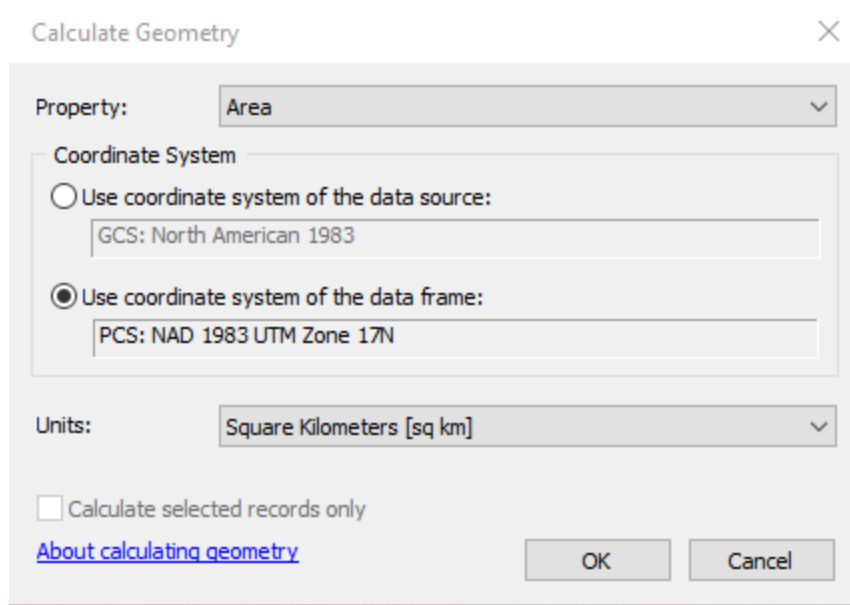 Calculate Geometry
Property:
Area
Coordinate System
Use coordinate system of the data source:
GCS: North American 1983
Use coordinate system of the data frame:
PCS: NAD 1983 UTM Zone 17N
Units:
Square Kilometers [sq km]
Calculate selected records only
About calculating geometry
OK
Cancel